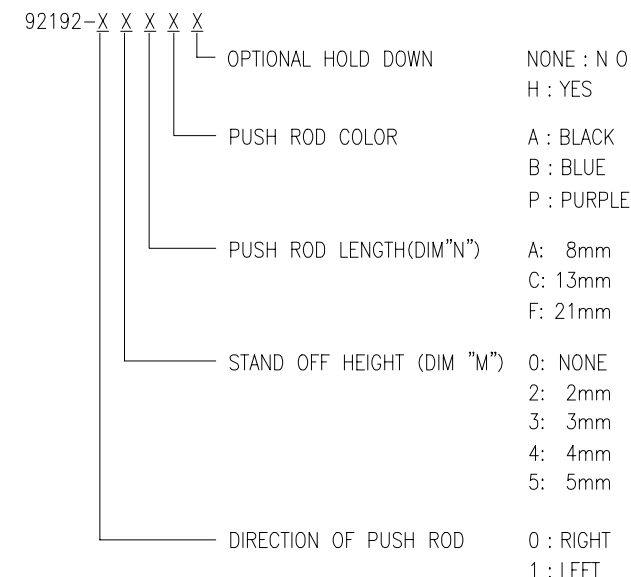 92192-X X X X X
OPTIONAL HOLD DOWN NONE : N O
H : YES
PUSH ROD COLOR A : BLACK
B : BLUE
P : PURPLE
PUSH ROD LENGTH(DIM"N") A: 8mm
C: 13mm
F: 21mm
STAND OFF HEIGHT (DIM "M") 0: NONE
2: 2mm
3: 3mm
4: 4mm
5: 5mm
DIRECTION OF PUSH ROD 0 : RIGHT
1 : LEFT